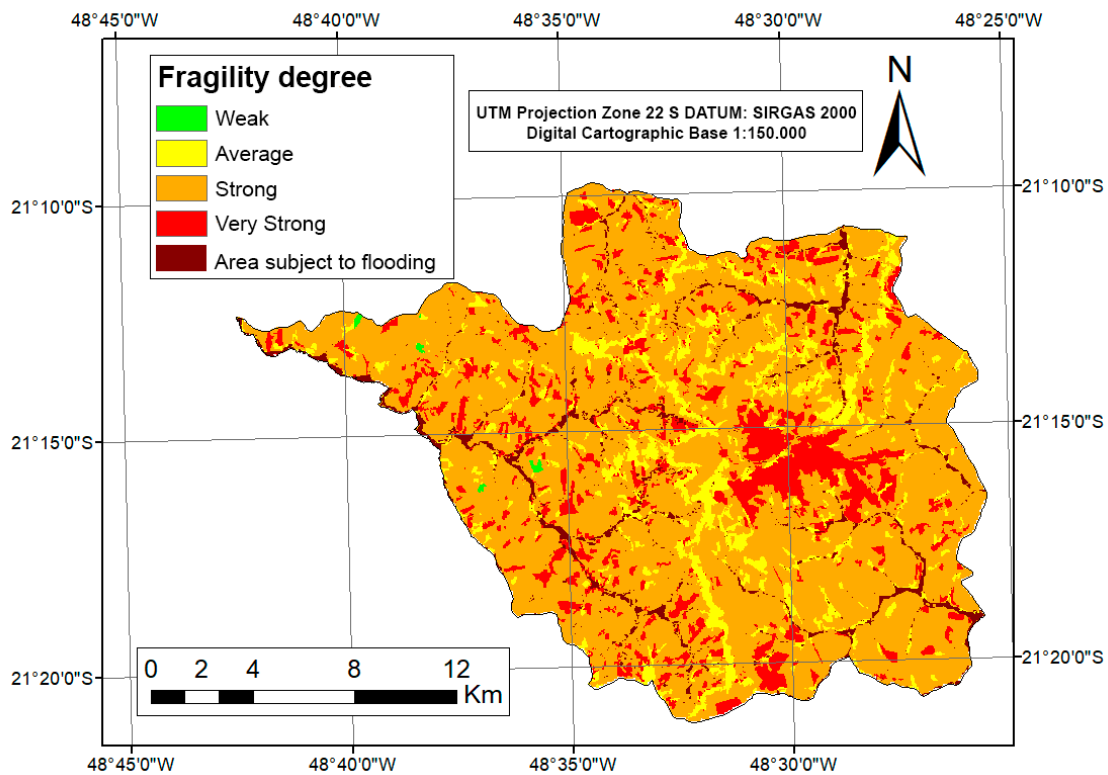 48°45'0"W 48°40'0"W 48°35'0"W 48°30'0"W 48°25'0"W
Fragility degree
Weak
Average
Strong
Very Strong
Area subject to flooding
UTM Projection Zone 22 S DATUM: SIRGAS 2000
Digital Cartographic Base 1:150.000
N
21°10'0"S 21°10'0"S
21°15'0"S 21°15'0"S
21°20'0"S 21°20'0"S
0 2 4 8 12
Km
48°45'0"W 48°40'0"W 48°35'0"W 48°30'0"W